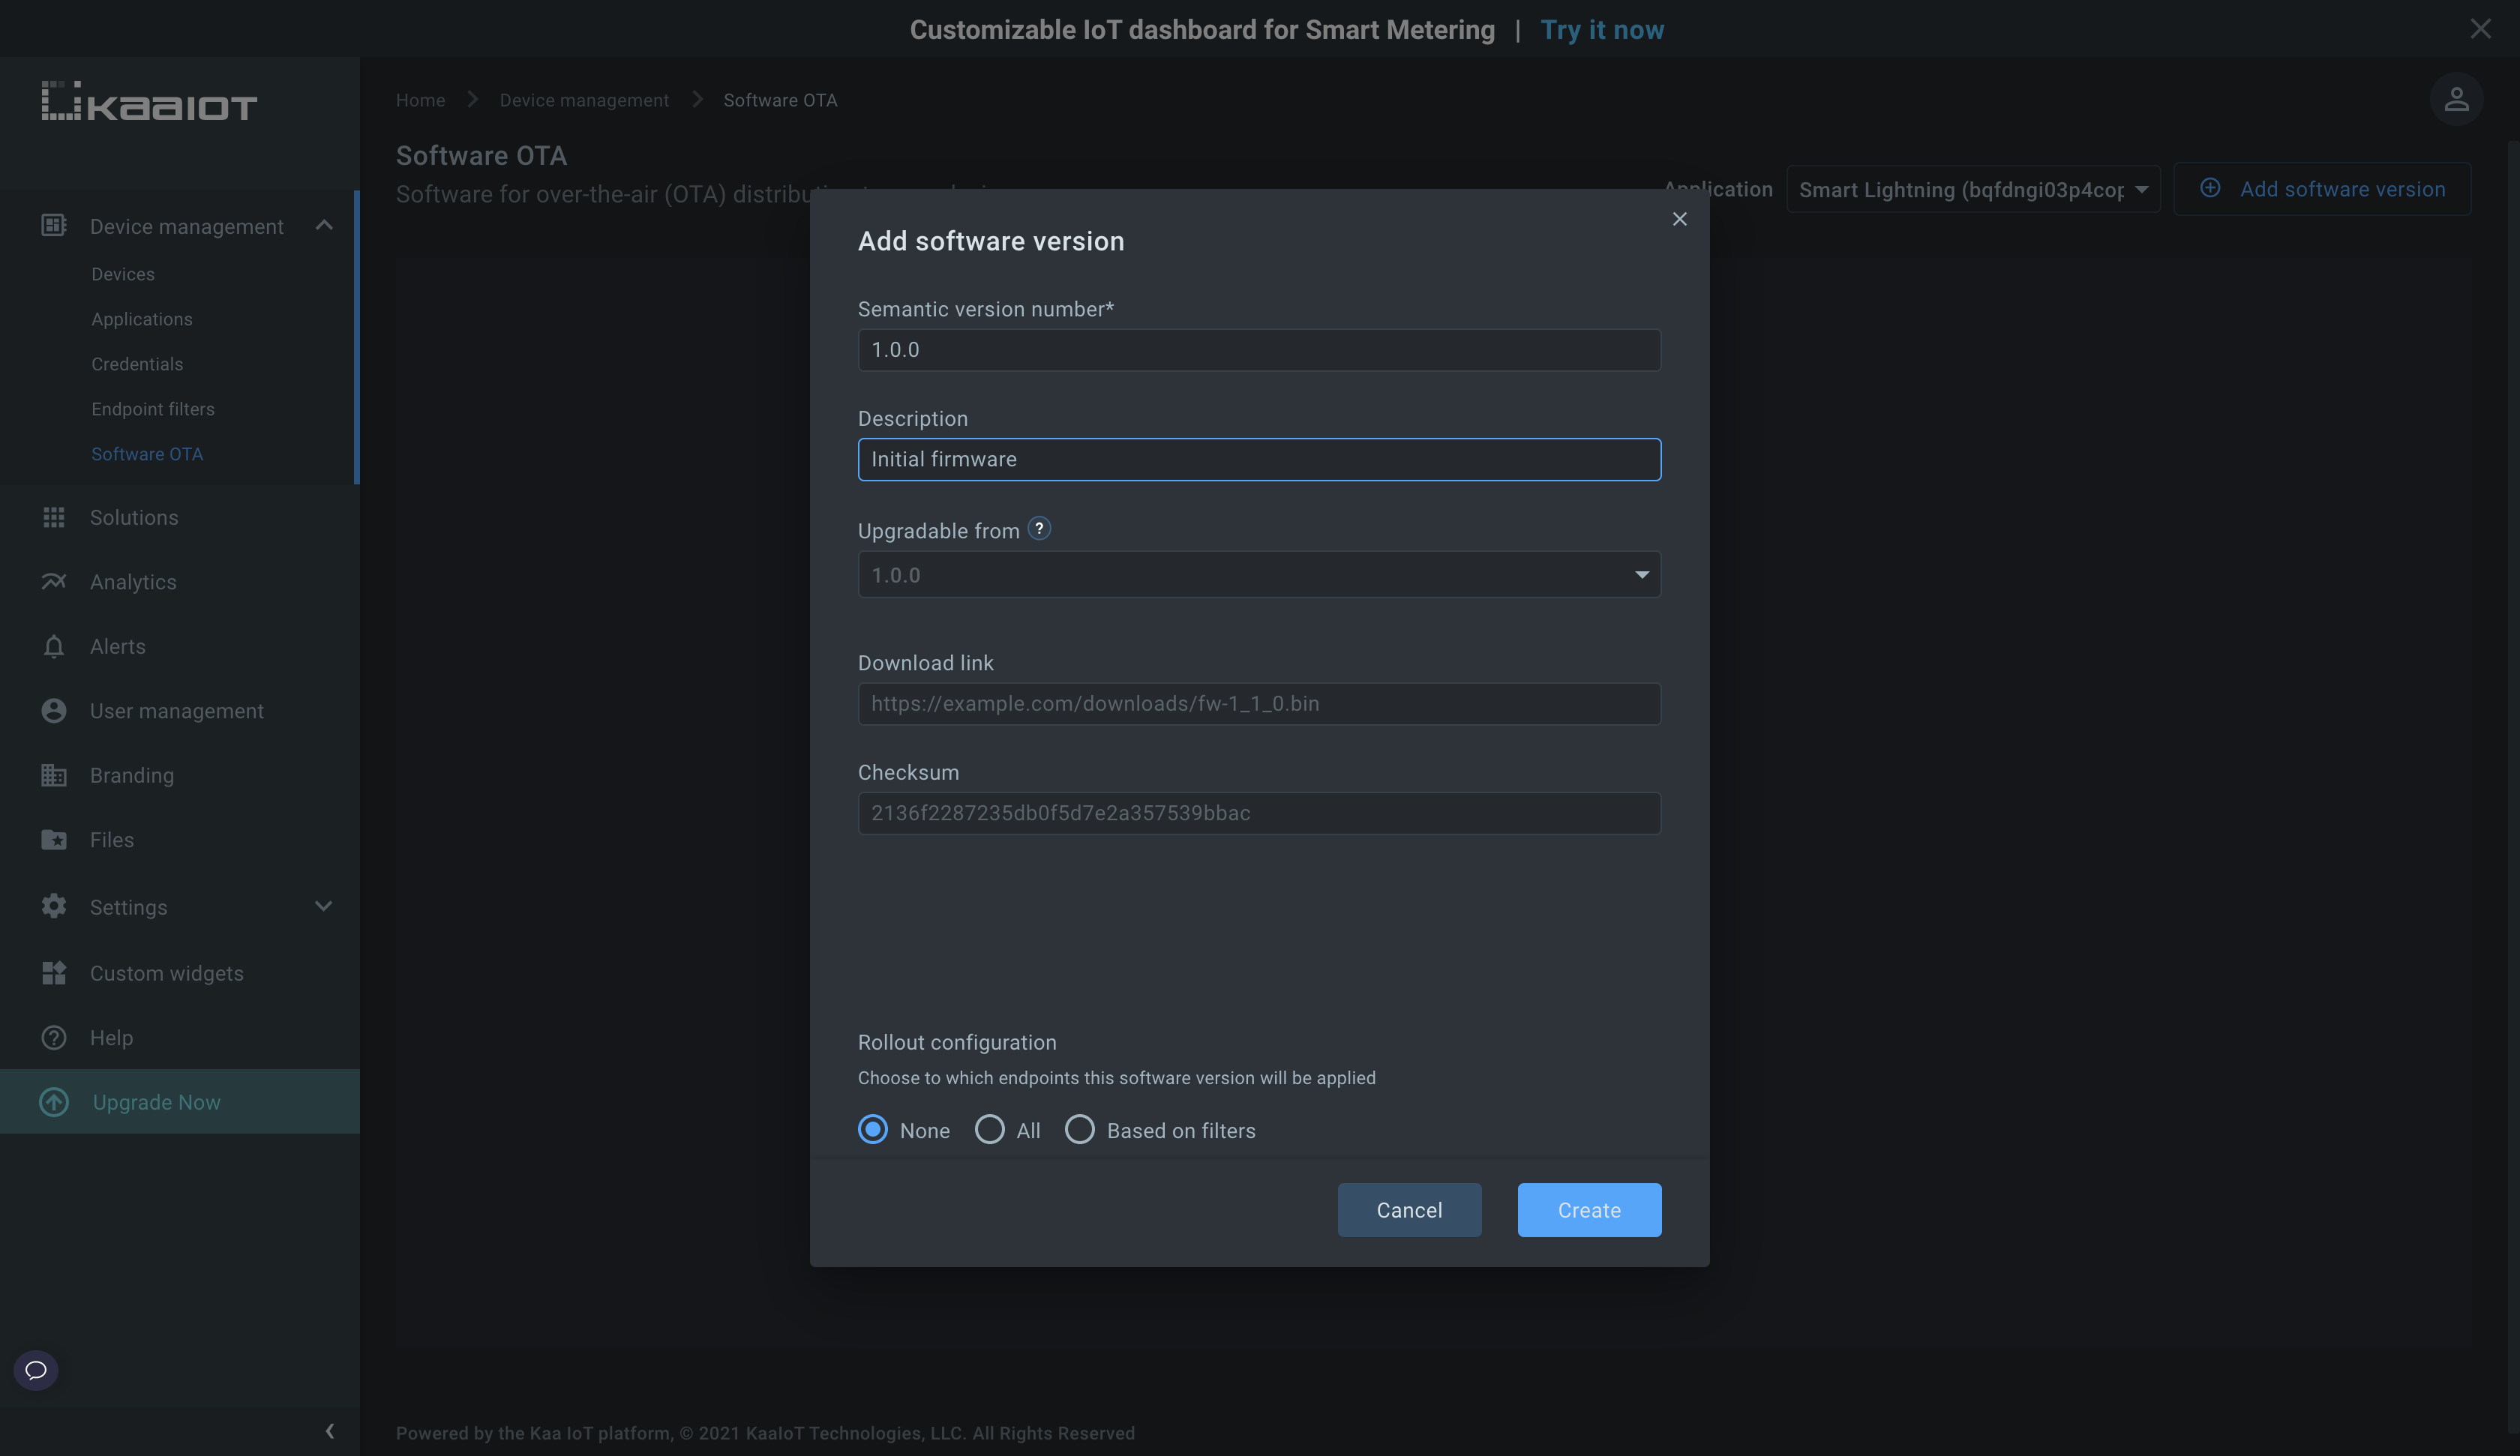 Customizable IoT dashboard for Smart Metering | Try it now
KaaIoT
Home > Device management > Software OTA
Software OTA
Software for over-the-air (OTA)
Smart Lightning (bqfdngi03p4cop
Add software version
Device management
Devices
Applications
Credentials
Endpoint filters
Software OTA
Solutions
Analytics
Alerts
User management
Branding
Files
Settings
Custom widgets
Help
Upgrade Now
Add software version
Semantic version number*
1.0.0
Description
Initial firmware
Upgradable from ?
1.0.0
Download link
https://example.com/downloads/fw-1_1_0.bin
Checksum
2136f2287235db0f5d7e2a357539bbac
Rollout configuration
Choose to which endpoints this software version will be applied
None All Based on filters
Cancel Create
Powered by the Kaa IoT platform, © 2021 KaaIoT Technologies, LLC. All Rights Reserved